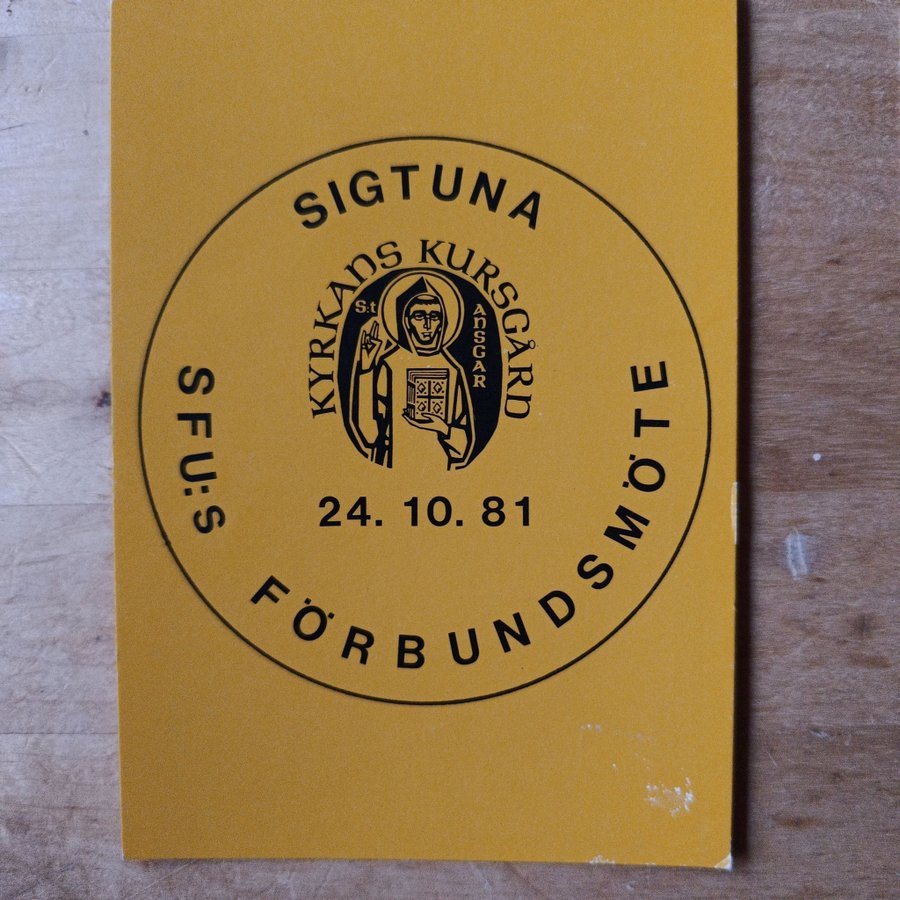 SIGTUNA
KYRKANS KURSGÅRD
S:t
ANSGAR
24. 10. 81
SFU:S FÖRBUNDSMÖTE